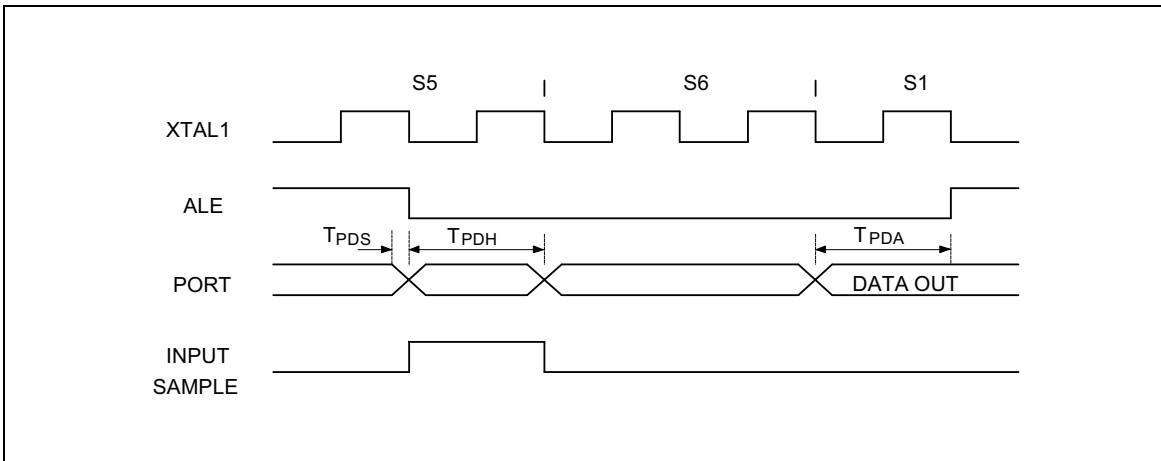 S5 S6 S1
XTAL1
ALE
TPDS TPDH TPDA
PORT DATA OUT
INPUT
SAMPLE